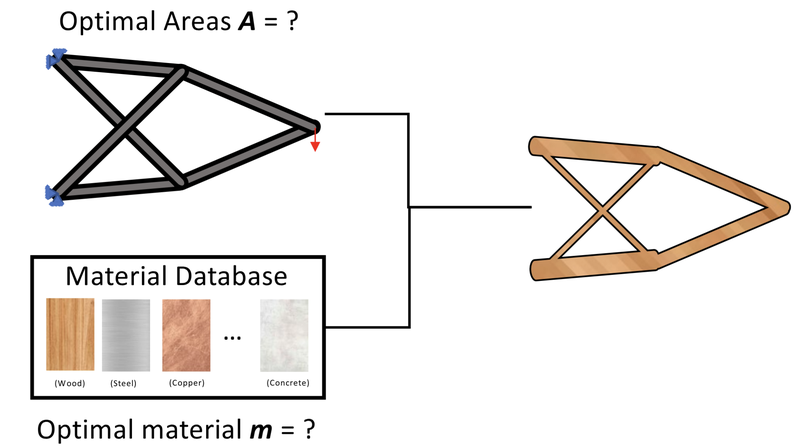 Optimal Areas A = ?
Material Database
(Wood) (Steel) (Copper) ... (Concrete)
Optimal material m = ?